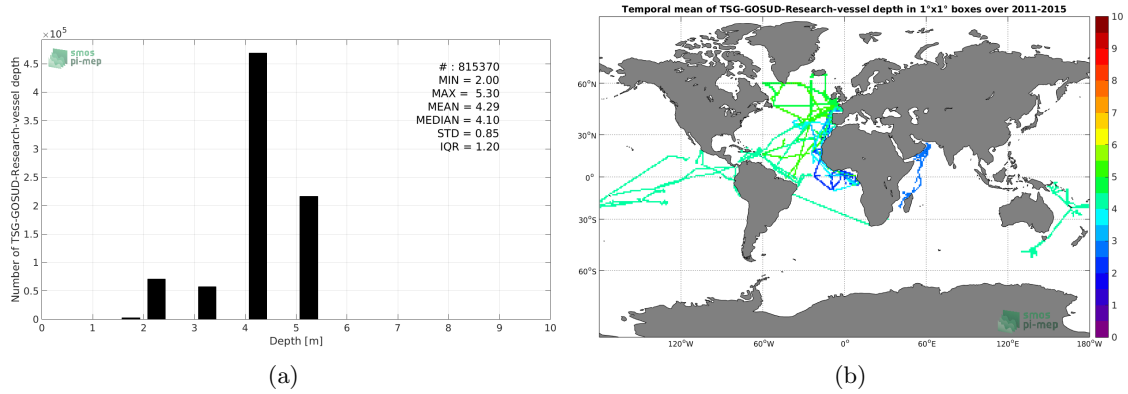 ×10⁵
smos
pi-mep
# : 815370
MIN = 2.00
MAX = 5.30
MEAN = 4.29
MEDIAN = 4.10
STD = 0.85
IQR = 1.20
Number of TSG-GOSUD-Research-vessel depth
4.5
4
3.5
3
2.5
2
1.5
1
0.5
0
0 1 2 3 4 5 6 7 8 9 10
Depth [m]
(a)
Temporal mean of TSG-GOSUD-Research-vessel depth in 1°x1° boxes over 2011-2015
60°N
30°N
0°
30°S
60°S
120°W 60°W 0° 60°E 120°E 180°W
smos
pi-mep
10
9
8
7
6
5
4
3
2
1
0
(b)